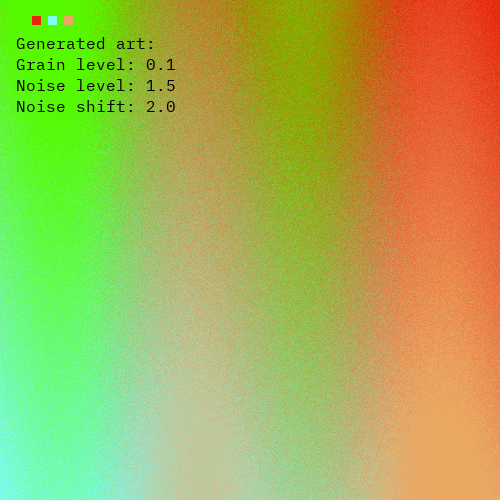 Generated art:
Grain level: 0.1
Noise level: 1.5
Noise shift: 2.0